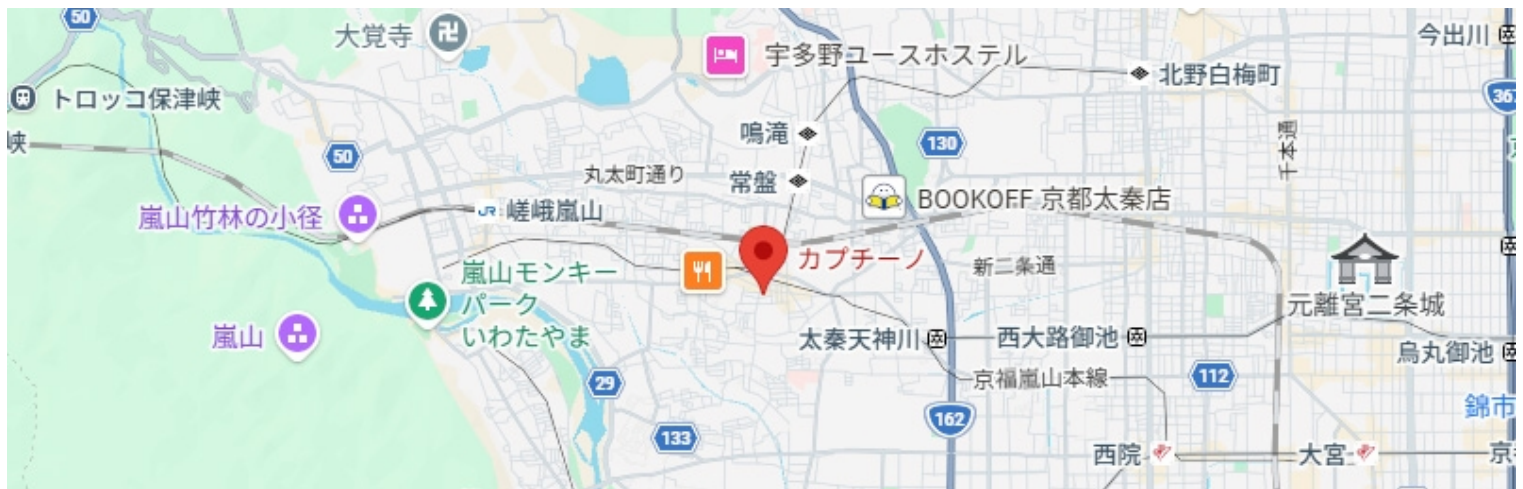 50
大覚寺
宇多野ユースホステル
今出川
北野白梅町
トロッコ保津峡
367
峡
50
鳴滝
130
千本通
丸太町通り
常盤
BOOKOFF 京都太秦店
嵐山竹林の小径
JR 嵯峨嵐山
カプチーノ
新二条通
嵐山モンキー
パーク
いわたやま
元離宮二条城
嵐山
太秦天神川
西大路御池
烏丸御池
29
京福嵐山本線
112
錦市
162
133
西院
大宮